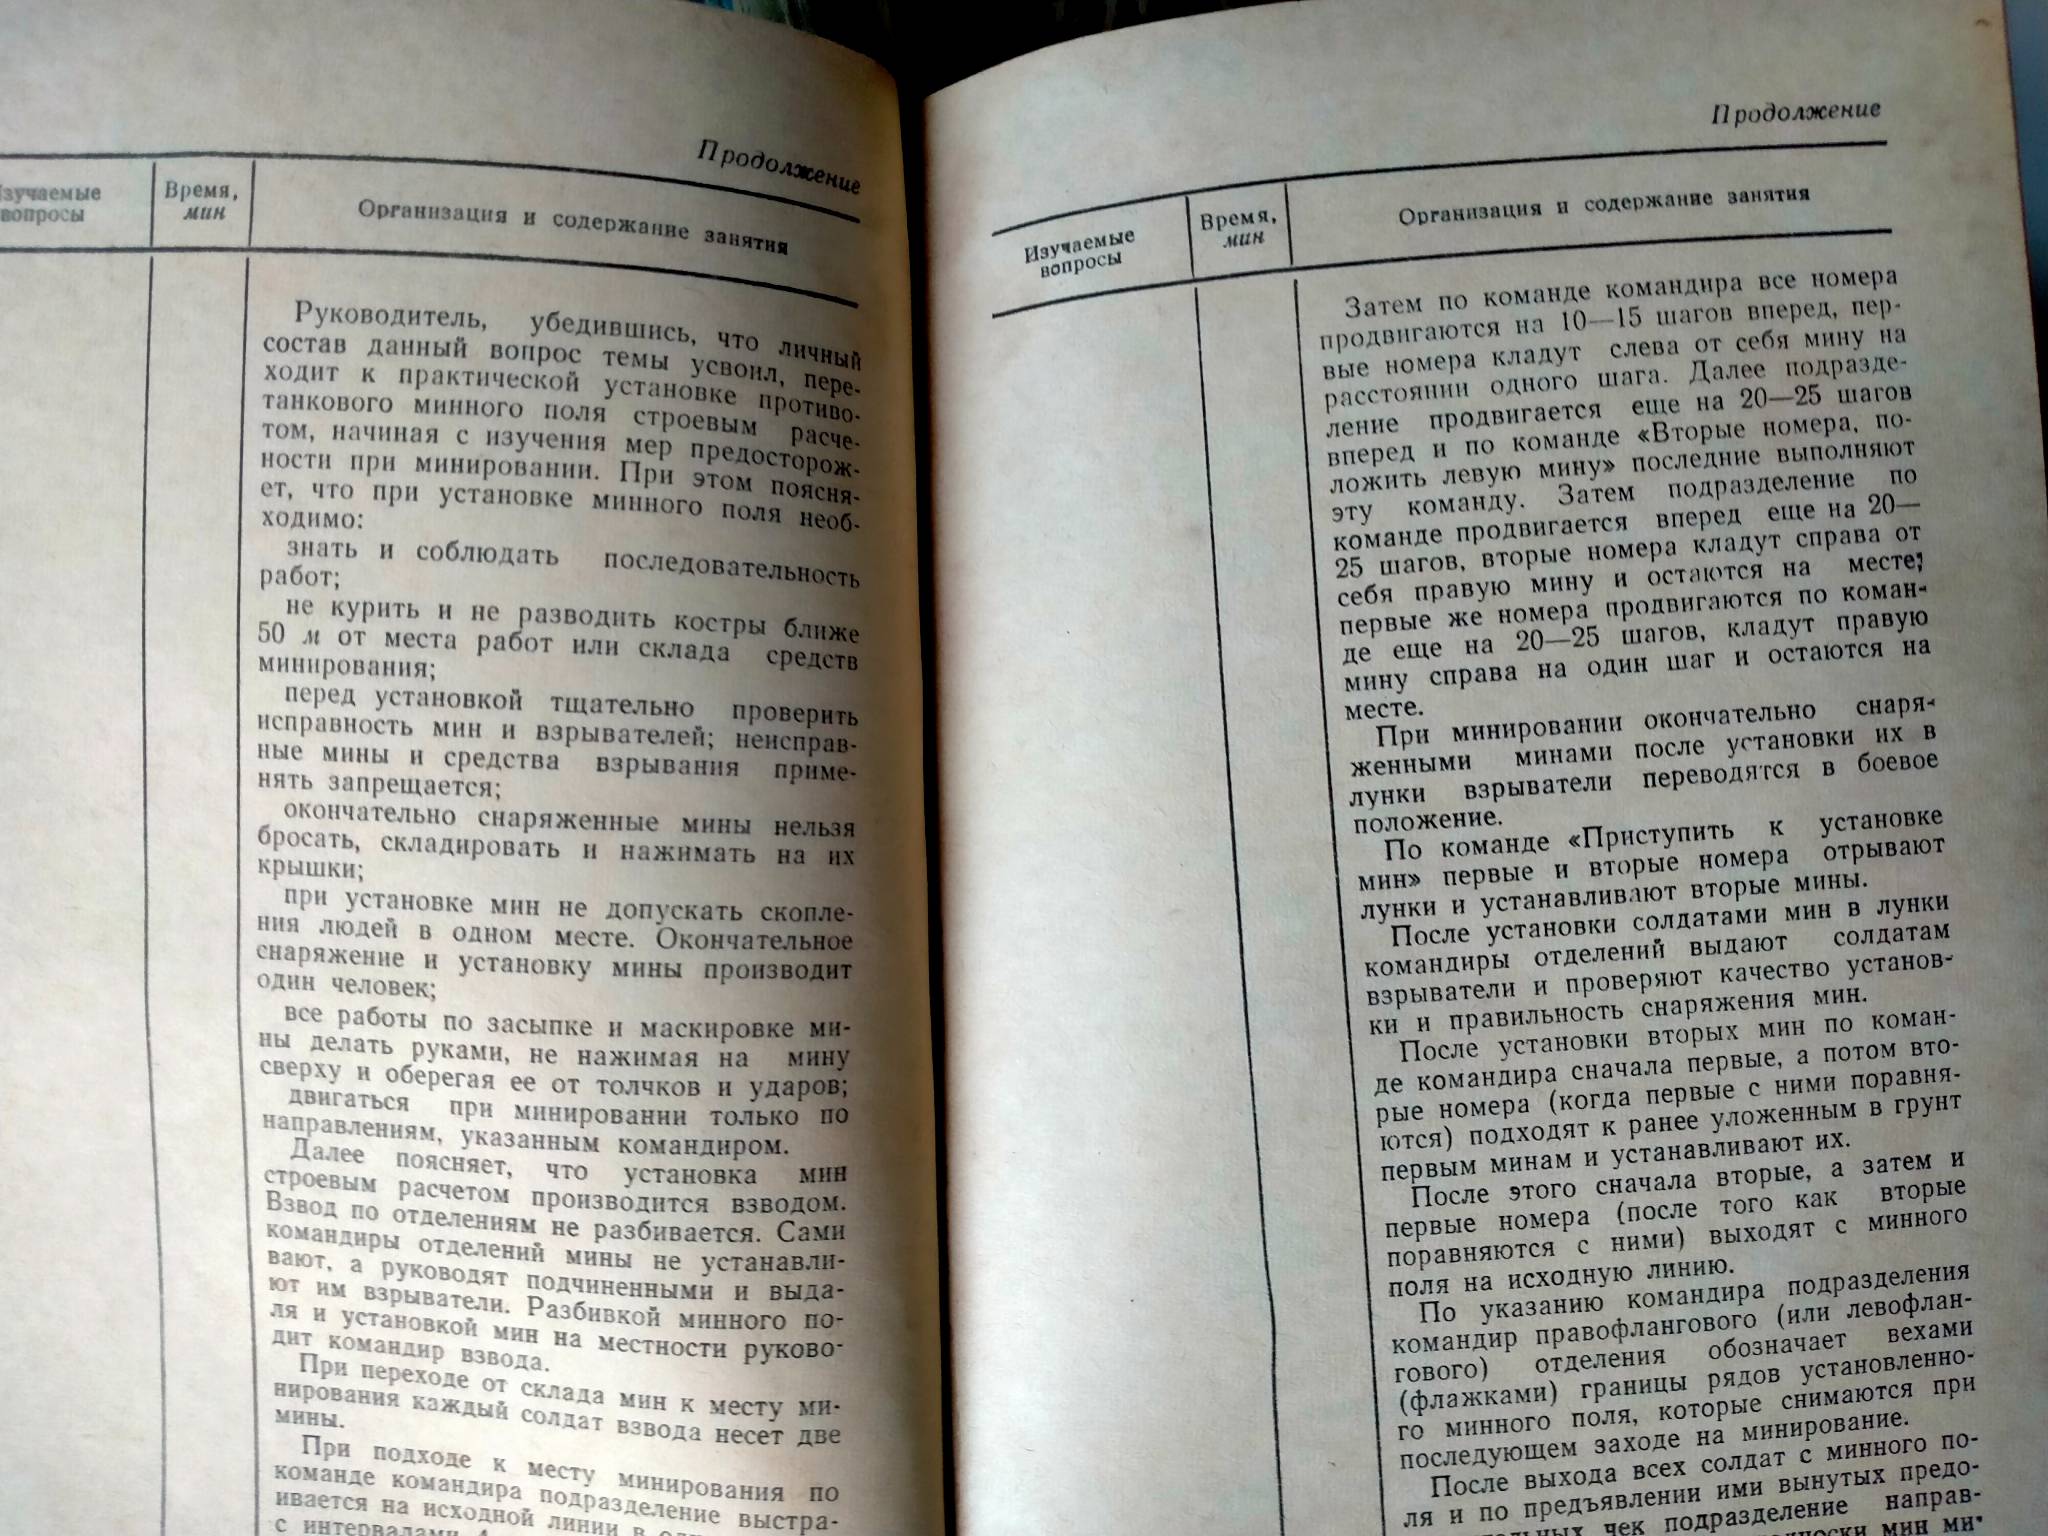 Продолжение
вопросы
Время,
мин
Организация и содержание занятия
Руководитель, убедившись, что личный
состав данный вопрос темы усвоил, пере-
ходит к практической установке противо-
танкового минного поля строевым расче-
том, начиная с изучения мер предосторож-
ности при минировании. При этом поясня-
ет, что при установке минного поля необ-
ходимо:
знать и соблюдать последовательность
работ;
не курить и не разводить костры ближе
50 м от места работ или склада средств
минирования;
перед установкой тщательно проверить
исправность мин и взрывателей; неисправ-
ные мины и средства взрывания приме-
нять запрещается;
окончательно снаряженные мины нельзя
бросать, складировать и нажимать на их
крышки;
при установке мин не допускать скопле-
ния людей в одном месте. Окончательное
снаряжение и установку мины производит
один человек;
все работы по засыпке и маскировке ми-
ны делать руками, не нажимая на мину
сверху и оберегая ее от толчков и ударов;
двигаться при минировании только по
направлениям, указанным командиром.
Далее поясняет, что установка мин
строевым расчетом производится взводом.
Взвод по отделениям не разбивается. Сами
командиры отделений мины не устанавли-
вают, а руководят подчиненными и выда-
ют им взрыватели. Разбивкой минного по-
ля и установкой мин на местности руково-
дит командир взвода.
При переходе от склада мин к месту ми-
нирования каждый солдат взвода несет две
мины.
При подходе к месту минирования по
команде командира подразделение выстра-
ивается на исходной линии в
с интервалами
Продолжение
Изучаемые
вопросы
Время,
мин
Организация и содержание занятия
Затем по команде командира все номера
продвигаются на 10—15 шагов вперед, пер-
вые номера кладут слева от себя мину на
расстоянии одного шага. Далее подразде-
ление продвигается еще на 20—25 шагов
вперед и по команде «Вторые номера, по-
ложить левую мину» последние выполняют
эту команду. Затем подразделение по
команде продвигается вперед еще на 20—
25 шагов, вторые номера кладут справа от
себя правую мину и остаются на месте;
первые же номера продвигаются по коман-
де еще на 20—25 шагов, кладут правую
мину справа на один шаг и остаются на
месте.
При минировании окончательно снаря-
женными минами после установки их в
лунки взрыватели переводятся в боевое
положение.
По команде «Приступить к установке
мин» первые и вторые номера отрывают
лунки и устанавливают вторые мины.
После установки солдатами мин в лунки
командиры отделений выдают солдатам
взрыватели и проверяют качество установ-
ки и правильность снаряжения мин.
После установки вторых мин по коман-
де командира сначала первые, а потом вто-
рые номера (когда первые с ними поравня-
ются) подходят к ранее уложенным в грунт
первым минам и устанавливают их.
После этого сначала вторые, а затем и
первые номера (после того как вторые
поравняются с ними) выходят с минного
поля на исходную линию.
По указанию командира подразделения
командир правофлангового (или левофлан-
гового) отделения обозначает вехами
(флажками) границы рядов установленно-
го минного поля, которые снимаются при
последующем заходе на минирование.
После выхода всех солдат с минного по-
ля и по предъявлении ими вынутых предо-
чек подразделение направ-
мин ми-